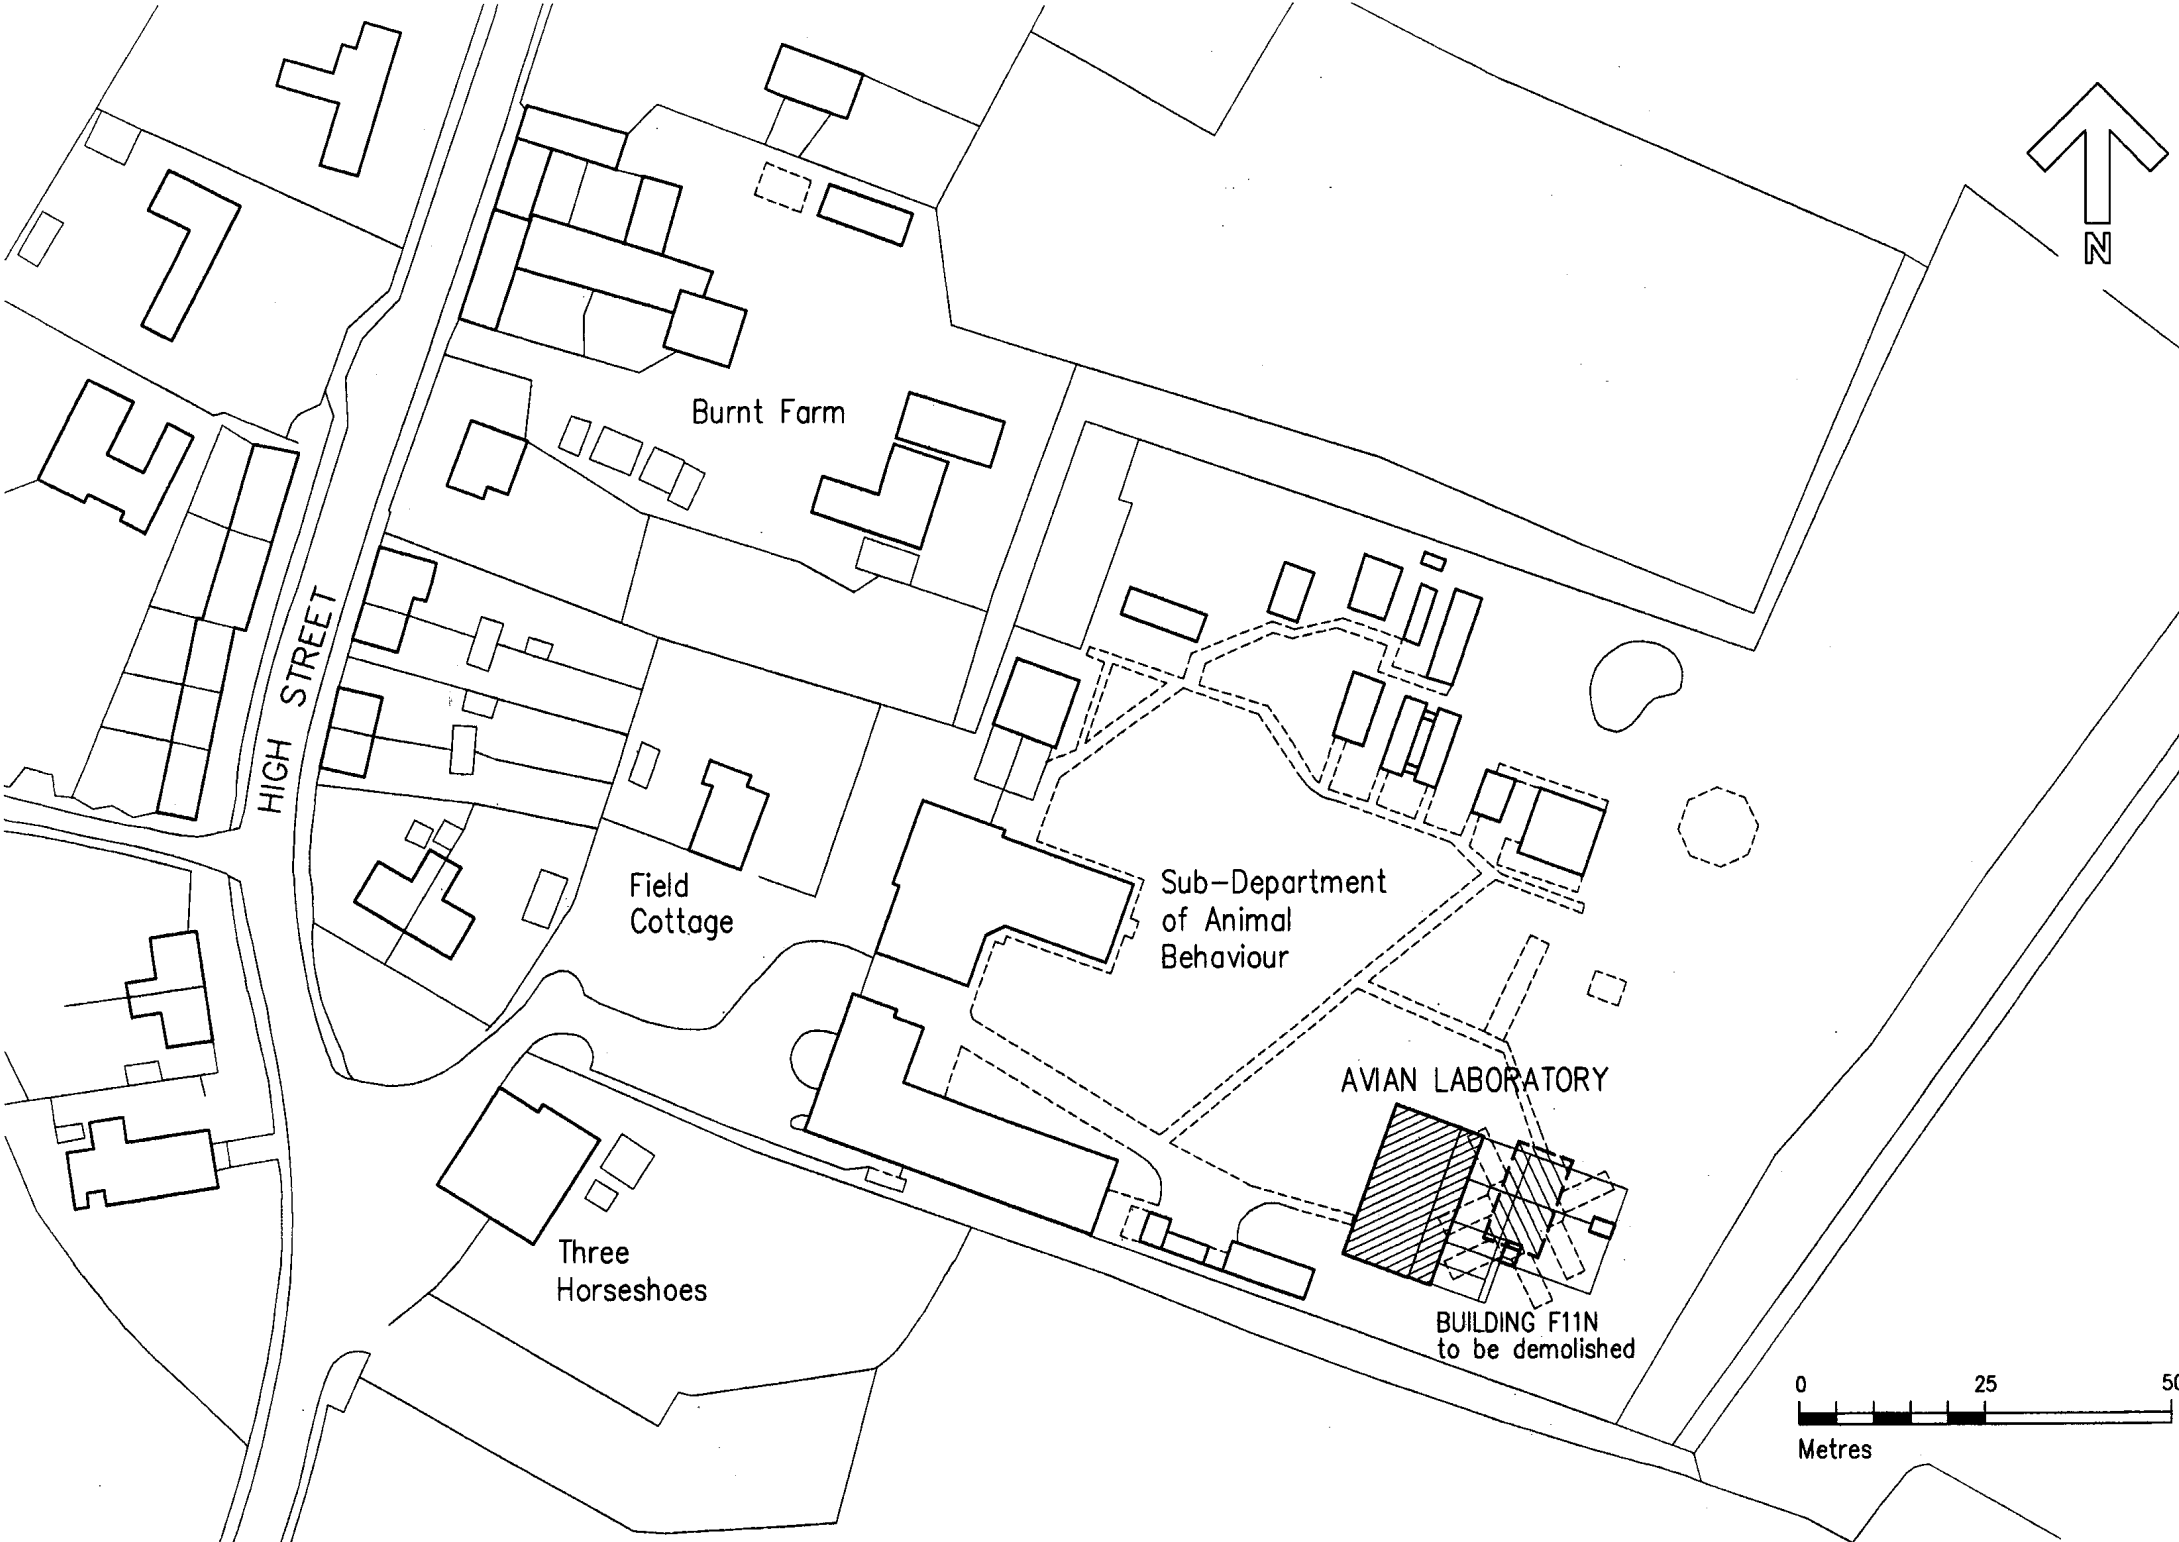 N
Burnt Farm
HIGH STREET
Field
Cottage
Sub-Department
of Animal
Behaviour
AVIAN LABORATORY
Three
Horseshoes
BUILDING F11N
to be demolished
0 25
Metres